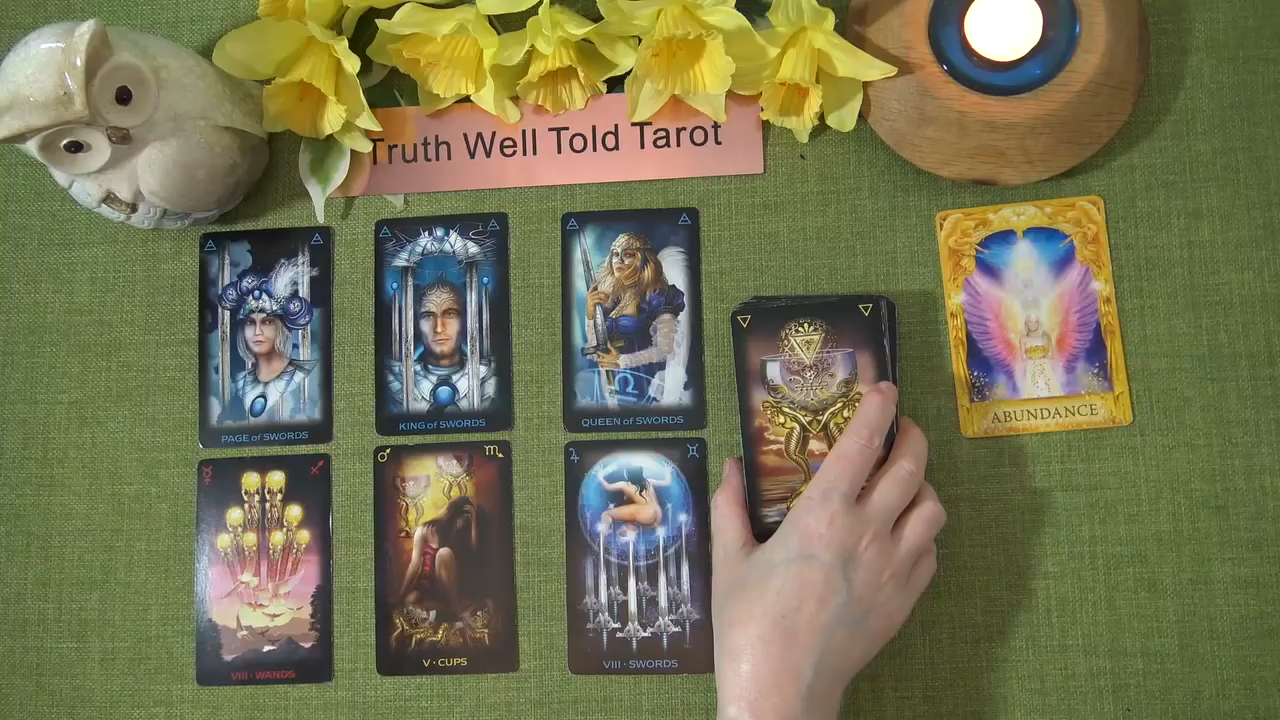 Truth Well Told Tarot
PAGE of SWORDS
KING of SWORDS
QUEEN of SWORDS
ABUNDANCE
VIII · WANDS
V · CUPS
VIII · SWORDS